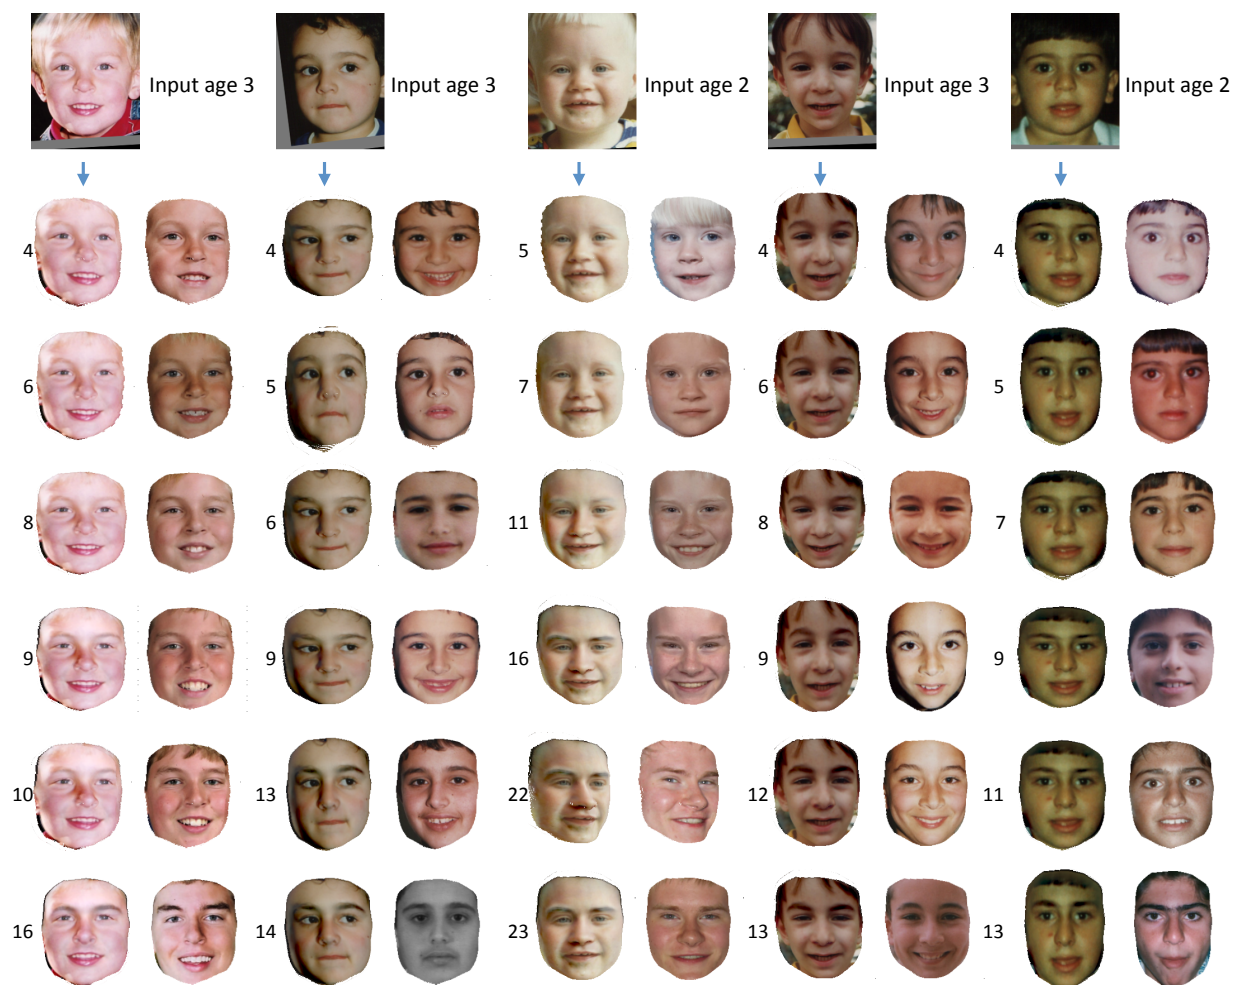 Input age 3
Input age 3
Input age 2
Input age 3
Input age 2
4 4 5 4 4
6 5 7 6 5
8 6 11 8 7
9 9 16 9 9
10 13 22 12 11
16 14 23 13 13